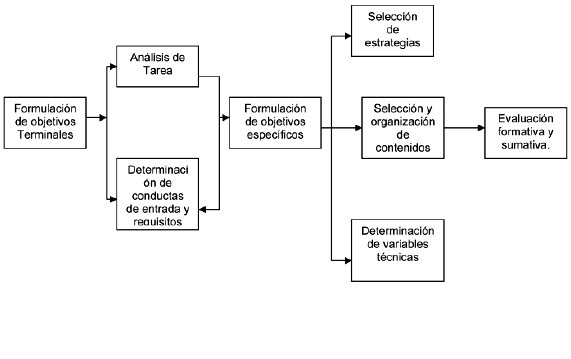 Formulación
de objetivos
Terminales
Análisis de
Tarea
Determinaci
ón de
conductas
de entrada y
requisitos
Formulación
de objetivos
específicos
Selección
de
estrategias
Selección y
organización
de
contenidos
Determinación
de variables
técnicas
Evaluación
formativa y
sumativa.